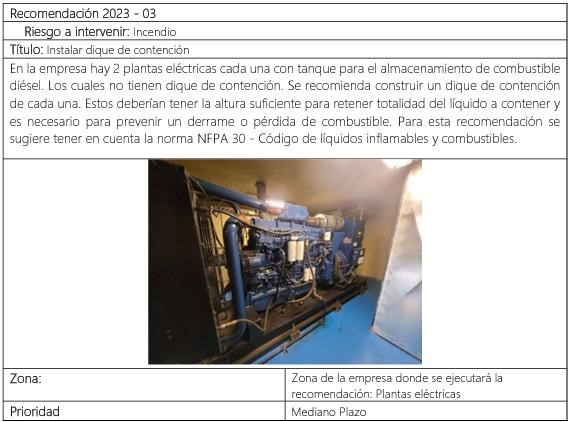 Recomendación 2023 - 03
Riesgo a intervenir: Incendio
Título: Instalar dique de contención
En la empresa hay 2 plantas eléctricas cada una con tanque para el almacenamiento de combustible
diésel. Los cuales no tienen dique de contención. Se recomienda construir un dique de contención
de cada una. Estos deberían tener la altura suficiente para retener totalidad del líquido a contener y
es necesario para prevenir un derrame o pérdida de combustible. Para esta recomendación se
sugiere tener en cuenta la norma NFPA 30 - Código de líquidos inflamables y combustibles.
Zona:
Zona de la empresa donde se ejecutará la
recomendación: Plantas eléctricas
Prioridad
Mediano Plazo